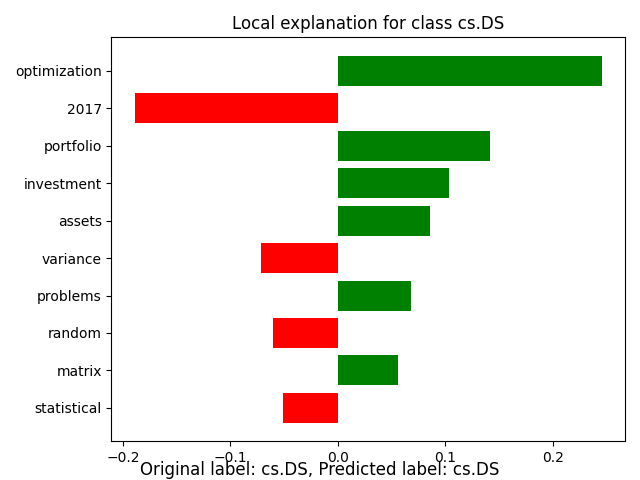 Local explanation for class cs.DS
optimization
2017
portfolio
investment
assets
variance
problems
random
matrix
statistical
−0.2 −0.1 0.0 0.1 0.2
Original label: cs.DS, Predicted label: cs.DS